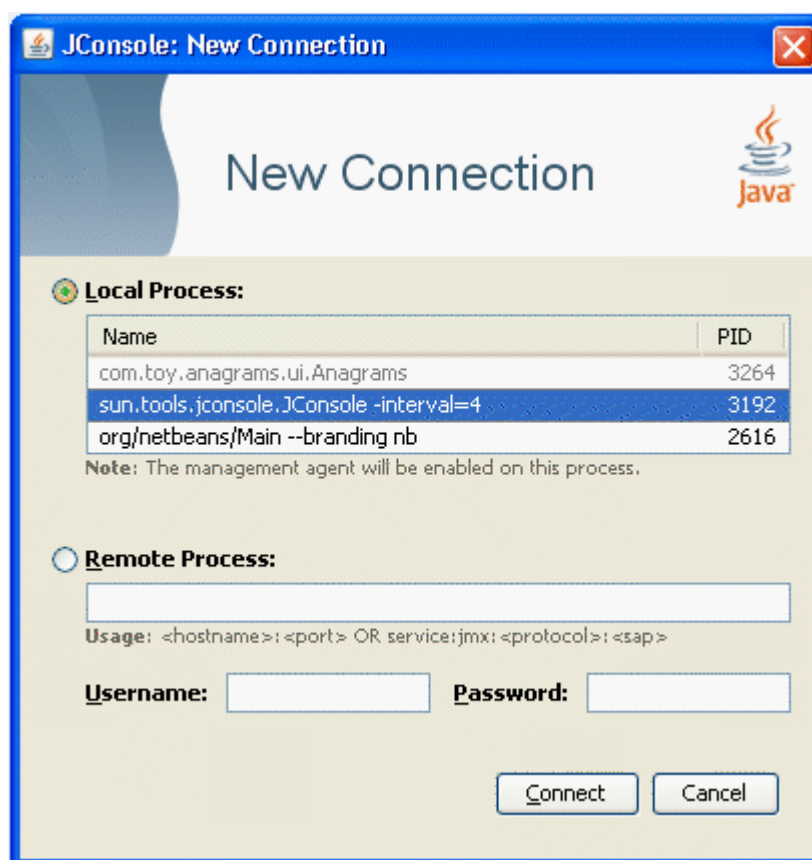 JConsole: New Connection
New Connection
Java
Local Process:
Name PID
com.toy.anagrams.ui.Anagrams 3264
sun.tools.jconsole.JConsole -interval=4 3192
org/netbeans/Main --branding nb 2616
Note: The management agent will be enabled on this process.
Remote Process:
Usage: <hostname>:<port> OR service:jmx:<protocol>:<sap>
Username: Password:
Connect Cancel